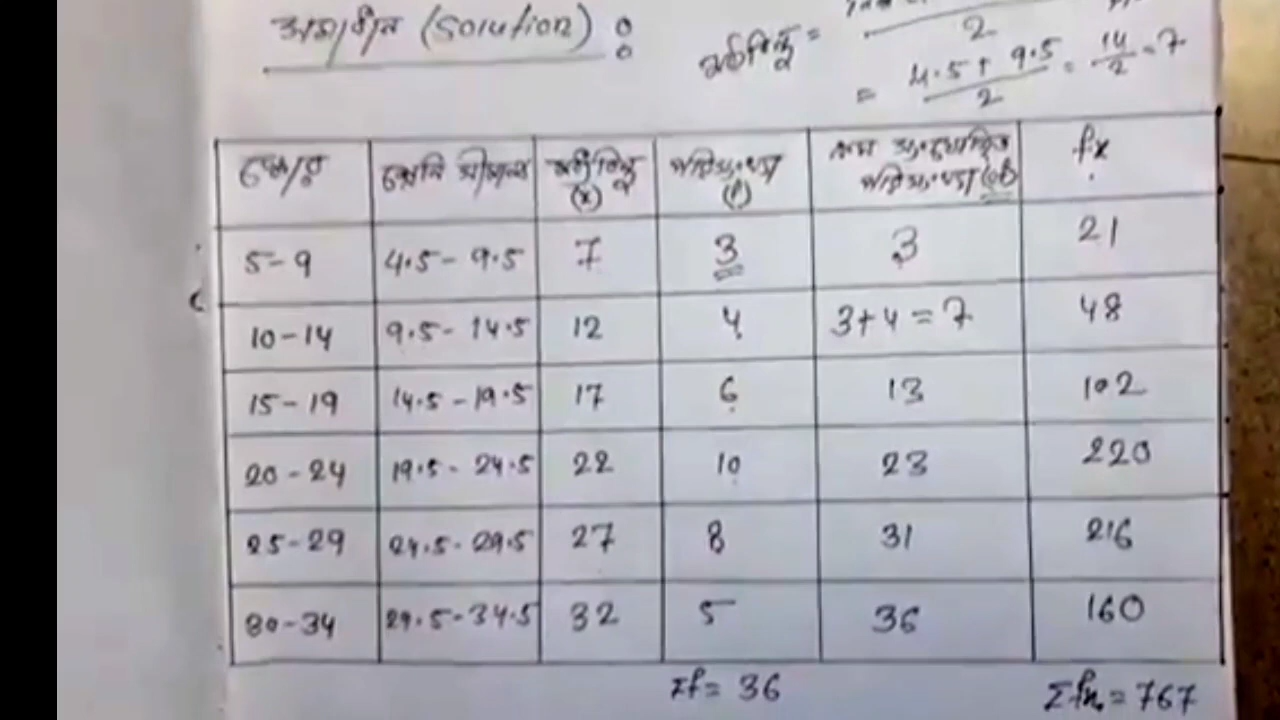 সমাধান (Solution) :
মধ্যবিন্দু =
2
= 4.5 + 9.5 / 2 = 14/2 = 7
স্কোর শ্রেনি সীমানা মধ্যবিন্দু (x) পরিসংখ্যা (f) ক্রম সংযোজিত পরিসংখ্যা (cf) fx
5-9 4.5-9.5 7 3 3 21
10-14 9.5-14.5 12 4 3+4=7 48
15-19 14.5-19.5 17 6 13 102
20-24 19.5-24.5 22 10 23 220
25-29 24.5-29.5 27 8 31 216
30-34 29.5-34.5 32 5 36 160
Σf = 36 Σfx = 767